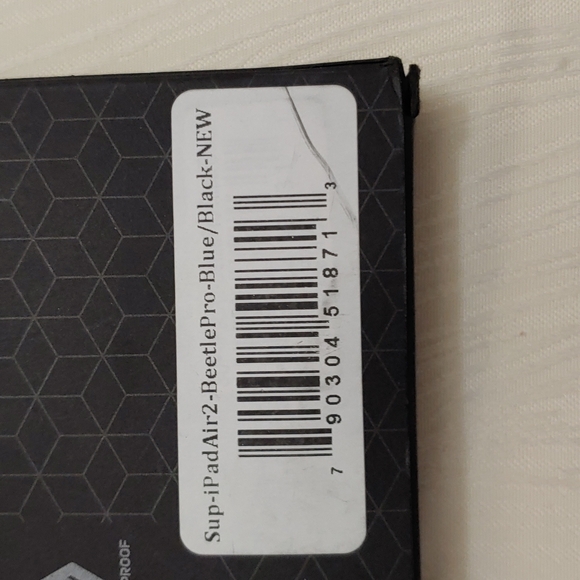 Sup-iPadAir2-BeetlePro-Blue/Black-NEW
7 90304 51871 3
PROOF